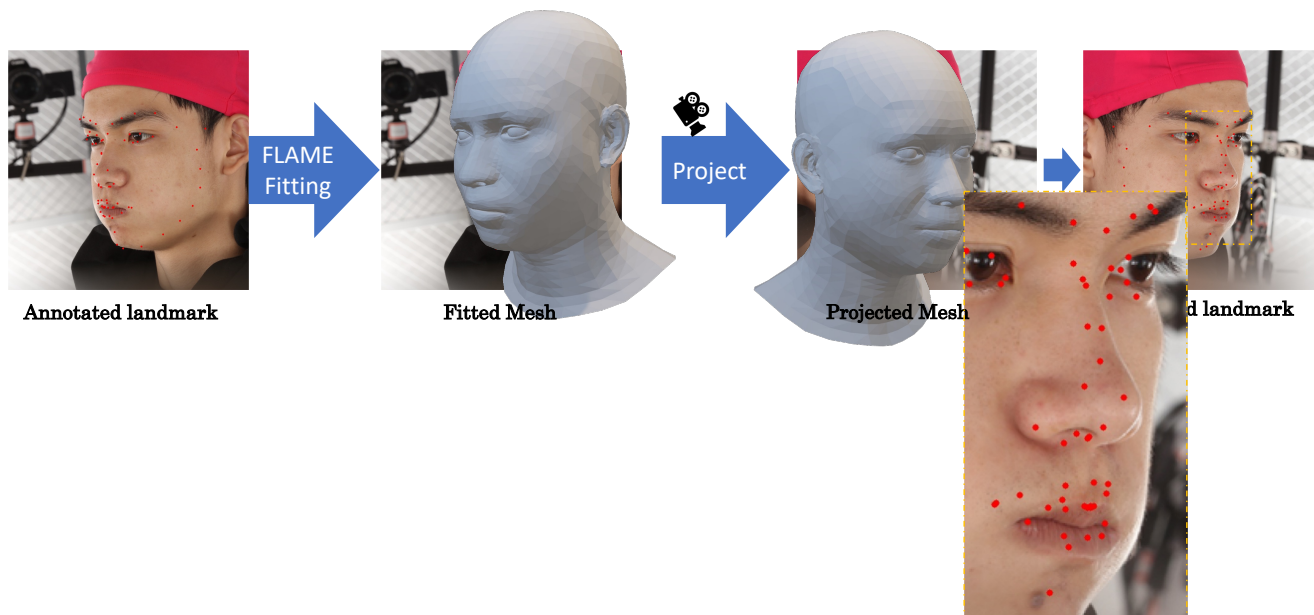 FLAME
Fitting
Project
Annotated landmark
Fitted Mesh
Projected Mesh
landmark